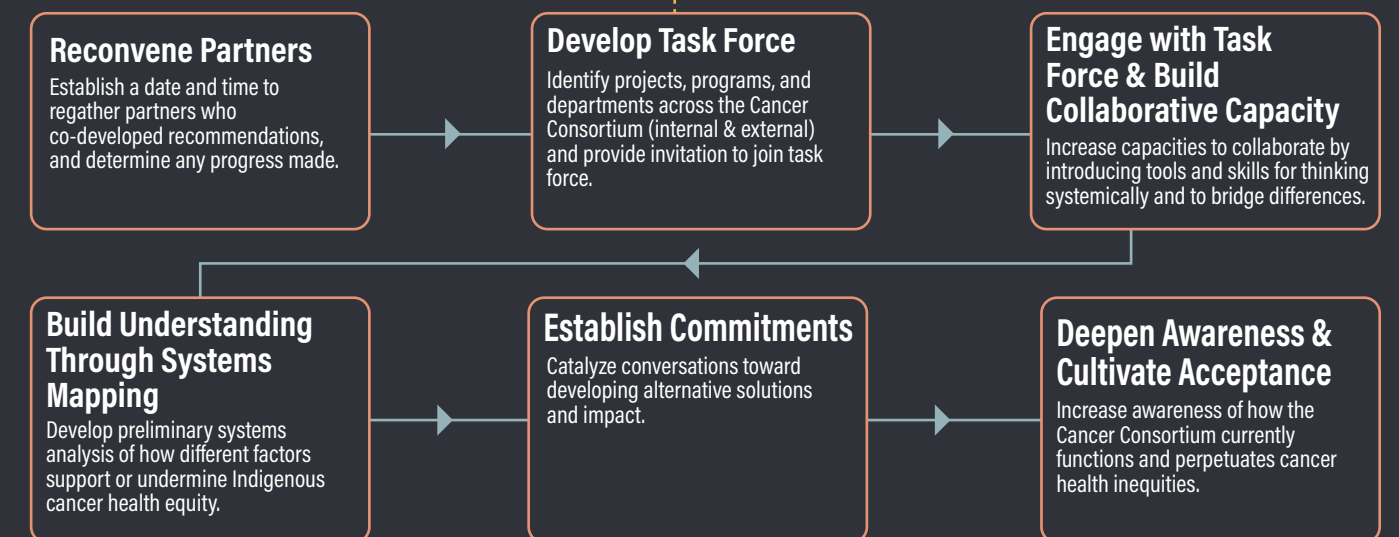 Reconvene Partners
Establish a date and time to
regather partners who
co-developed recommendations,
and determine any progress made.
Develop Task Force
Identify projects, programs, and
departments across the Cancer
Consortium (internal & external)
and provide invitation to join task
force.
Engage with Task
Force & Build
Collaborative Capacity
Increase capacities to collaborate by
introducing tools and skills for thinking
systemically and to bridge differences.
Build Understanding
Through Systems
Mapping
Develop preliminary systems
analysis of how different factors
support or undermine Indigenous
cancer health equity.
Establish Commitments
Catalyze conversations toward
developing alternative solutions
and impact.
Deepen Awareness &
Cultivate Acceptance
Increase awareness of how the
Cancer Consortium currently
functions and perpetuates cancer
health inequities.